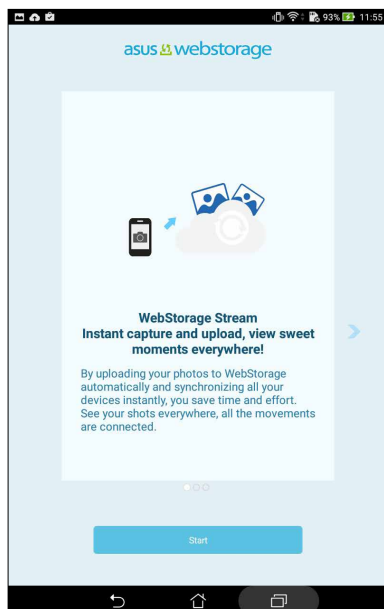 93% 11:55
asus webstorage
WebStorage Stream
Instant capture and upload, view sweet
moments everywhere!
By uploading your photos to WebStorage
automatically and synchronizing all your
devices instantly, you save time and effort.
See your shots everywhere, all the movements
are connected.
Start